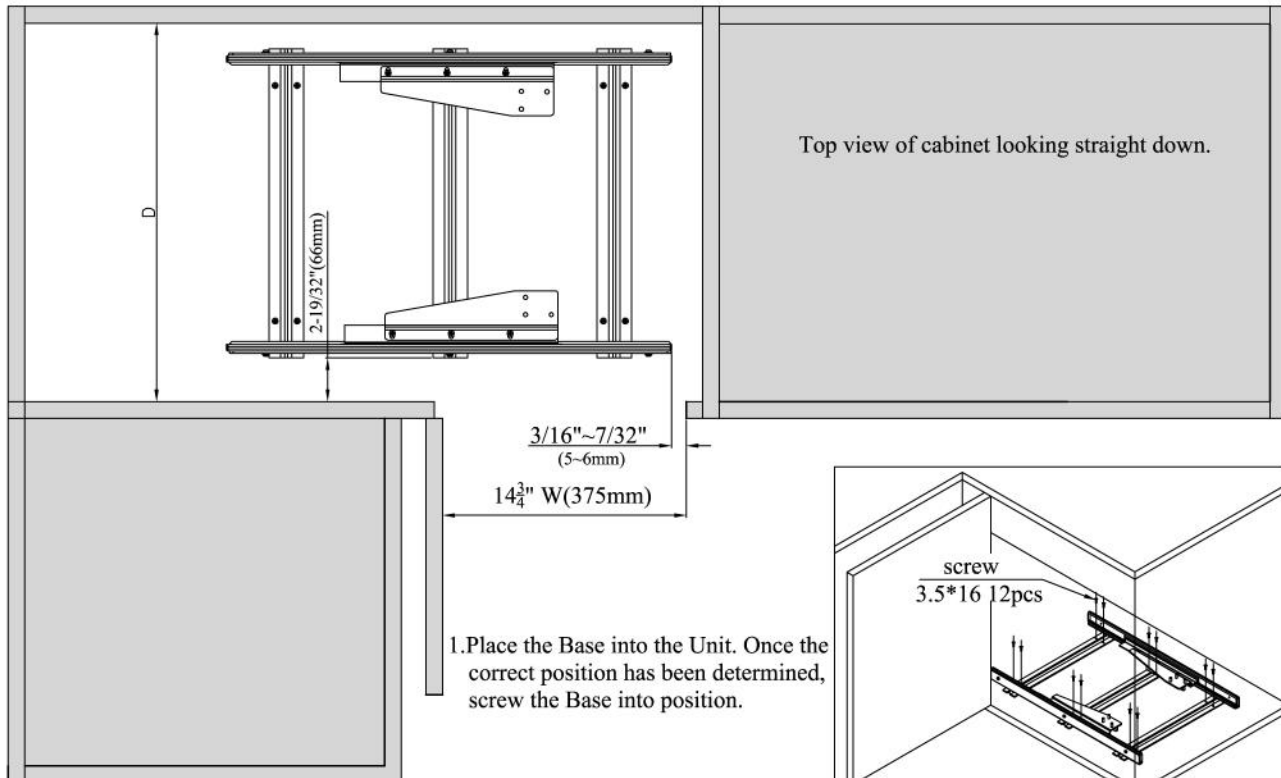 Top view of cabinet looking straight down.
D
2-19/32"(66mm)
3/16"~7/32"
(5~6mm)
14¾" W(375mm)
screw
3.5*16 12pcs
1.Place the Base into the Unit. Once the
correct position has been determined,
screw the Base into position.